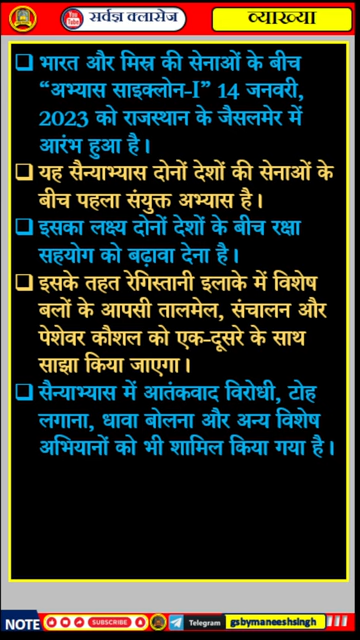 You Tube सर्वज्ञ क्लासेज व्याख्या
❑ भारत और मिस्र की सेनाओं के बीच
“अभ्यास साइक्लोन-I” 14 जनवरी,
2023 को राजस्थान के जैसलमेर में
आरंभ हुआ है।
❑ यह सैन्याभ्यास दोनों देशों की सेनाओं के
बीच पहला संयुक्त अभ्यास है।
❑ इसका लक्ष्य दोनों देशों के बीच रक्षा
सहयोग को बढ़ावा देना है।
❑ इसके तहत रेगिस्तानी इलाके में विशेष
बलों के आपसी तालमेल, संचालन और
पेशेवर कौशल को एक-दूसरे के साथ
साझा किया जाएगा।
❑ सैन्याभ्यास में आतंकवाद विरोधी, टोह
लगाना, धावा बोलना और अन्य विशेष
अभियानों को भी शामिल किया गया है।
NOTE SUBSCRIBE Telegram gsbymaneeshsingh